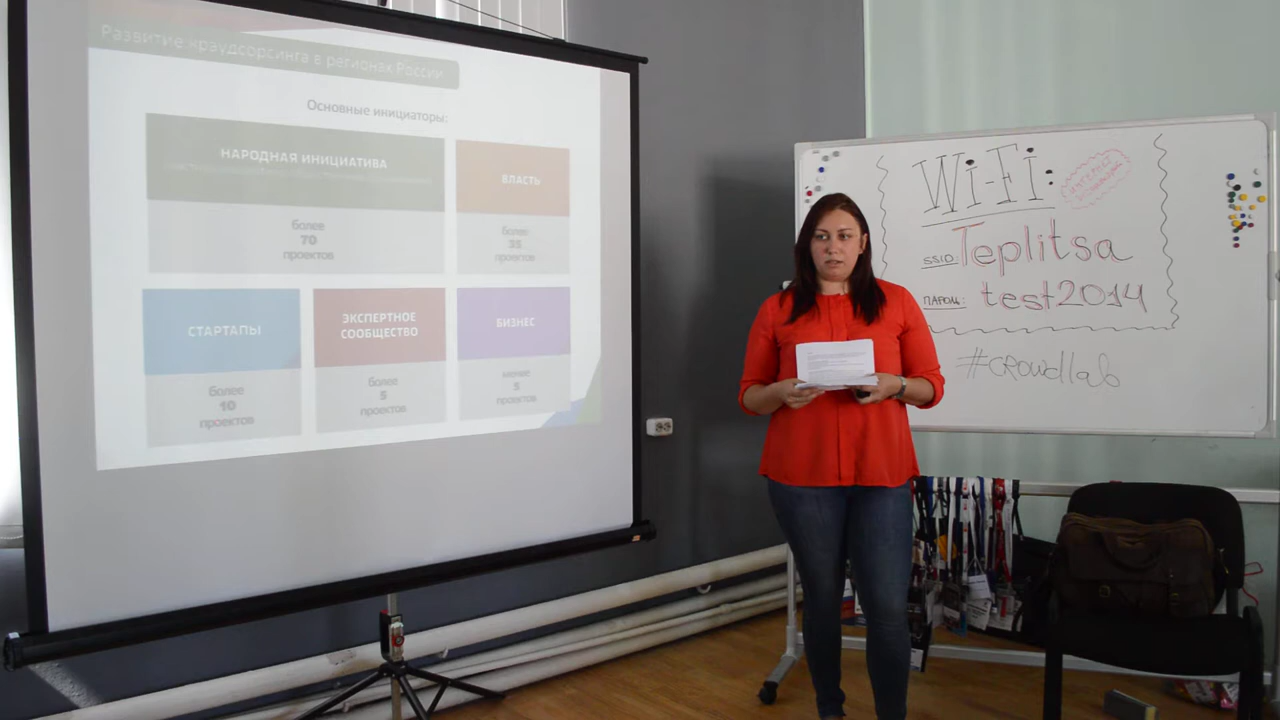 Развитие краудсорсинга в регионах России
Основные инициаторы:
НАРОДНАЯ ИНИЦИАТИВА
более
70
проектов
ВЛАСТЬ
более
35
проектов
СТАРТАПЫ
более
10
проектов
ЭКСПЕРТНОЕ
СООБЩЕСТВО
более
5
проектов
БИЗНЕС
менее
5
проектов
Wi-Fi:
SSID Teplitsa
ПАРОЛЬ: test2014
#CROWdlab